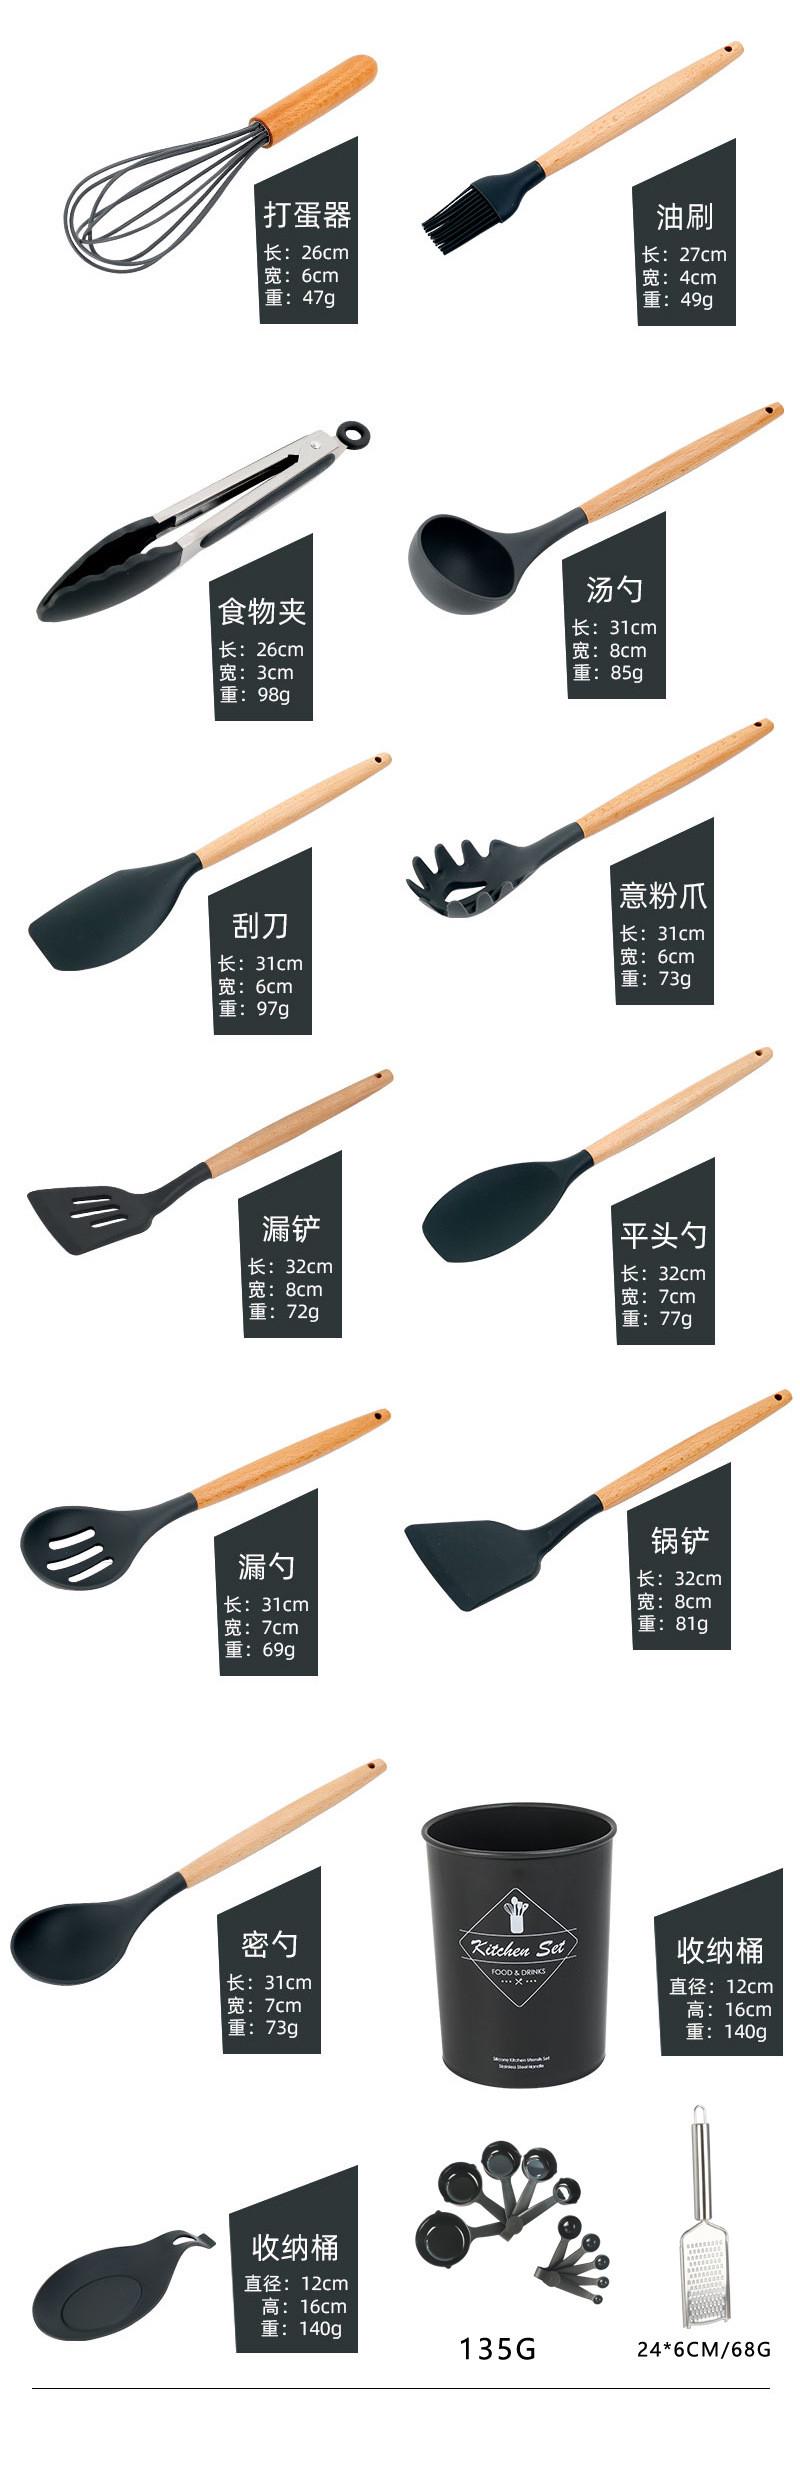 打蛋器
长：26cm
宽：6cm
重：47g
油刷
长：27cm
宽：4cm
重：49g
食物夹
长：26cm
宽：3cm
重：98g
汤勺
长：31cm
宽：8cm
重：85g
刮刀
长：31cm
宽：6cm
重：97g
意粉爪
长：31cm
宽：6cm
重：73g
漏铲
长：32cm
宽：8cm
重：72g
平头勺
长：32cm
宽：7cm
重：77g
漏勺
长：31cm
宽：7cm
重：69g
锅铲
长：32cm
宽：8cm
重：81g
密勺
长：31cm
宽：7cm
重：73g
Kitchen Set
FOOD & DRINKS
Silicone Kitchen Utensils Set
Stainless Steel Handle
收纳桶
直径：12cm
高：16cm
重：140g
收纳桶
直径：12cm
高：16cm
重：140g
135G
24*6CM/68G